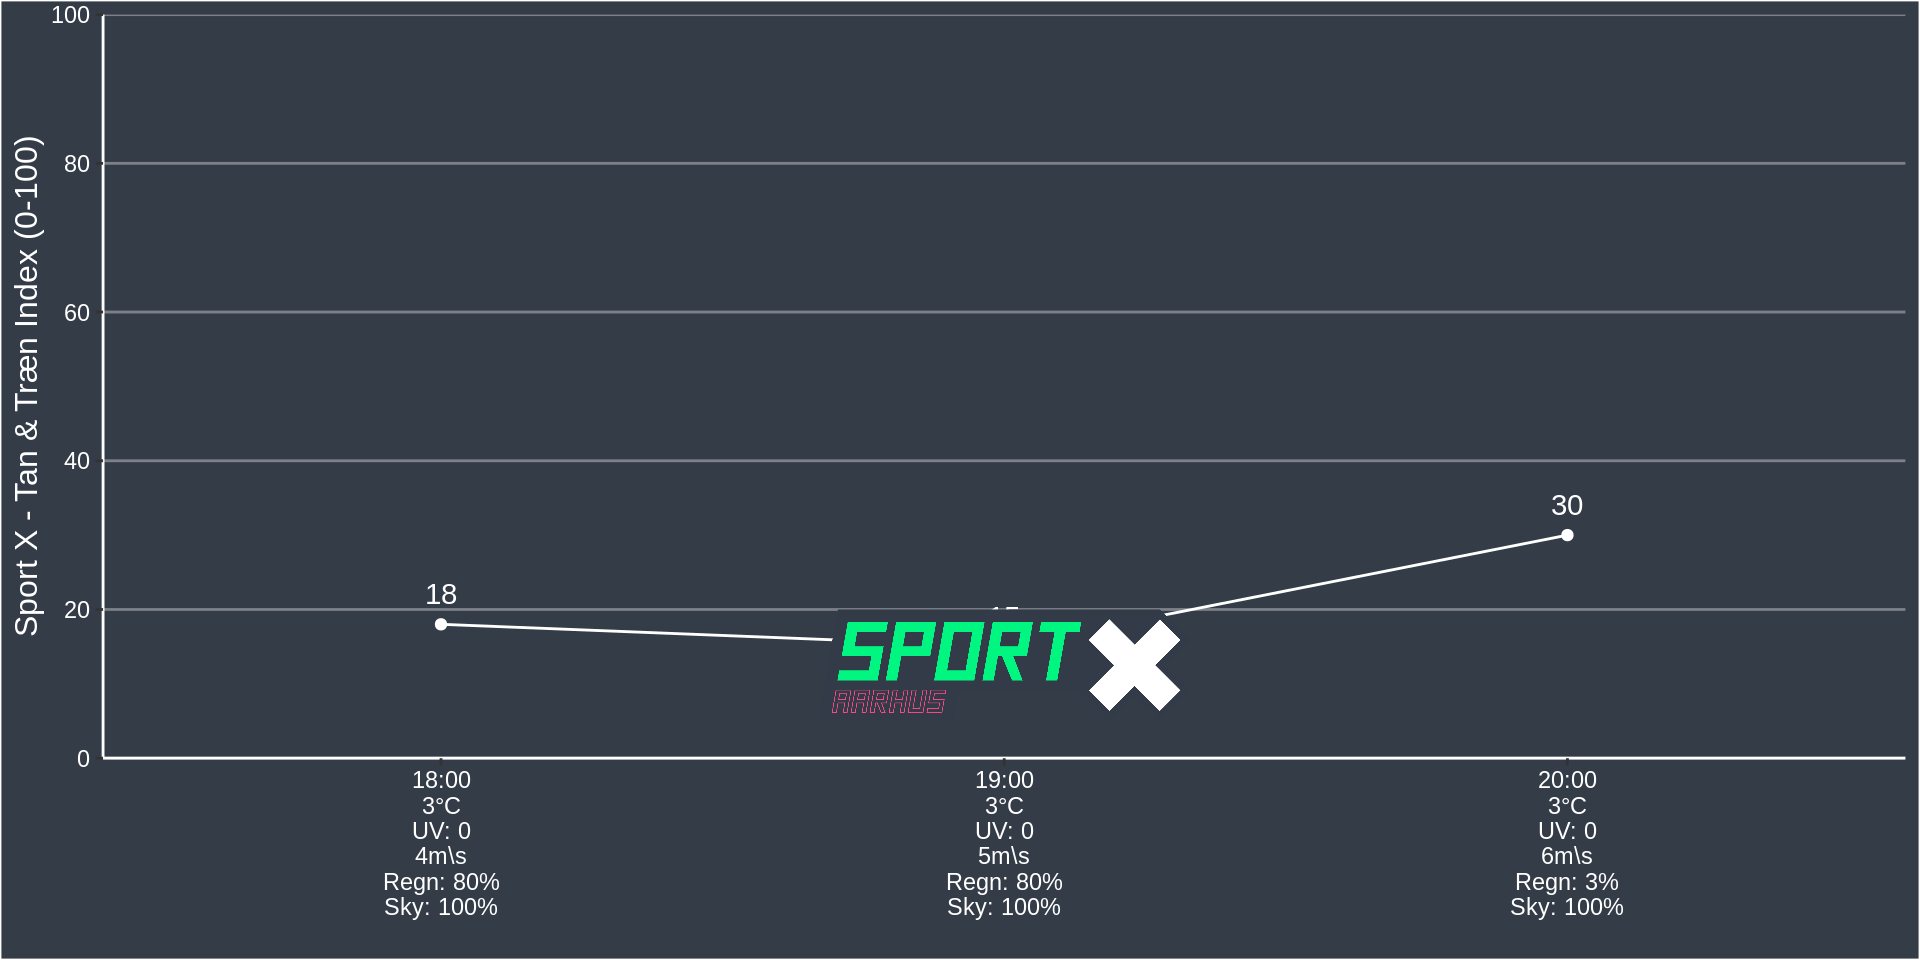 Sport X - Tan & Træn Index (0-100)
100
80
60
40
20
0
18
30
SPORT X
AARHUS
18:00
3°C
UV: 0
4m\s
Regn: 80%
Sky: 100%
19:00
3°C
UV: 0
5m\s
Regn: 80%
Sky: 100%
20:00
3°C
UV: 0
6m\s
Regn: 3%
Sky: 100%